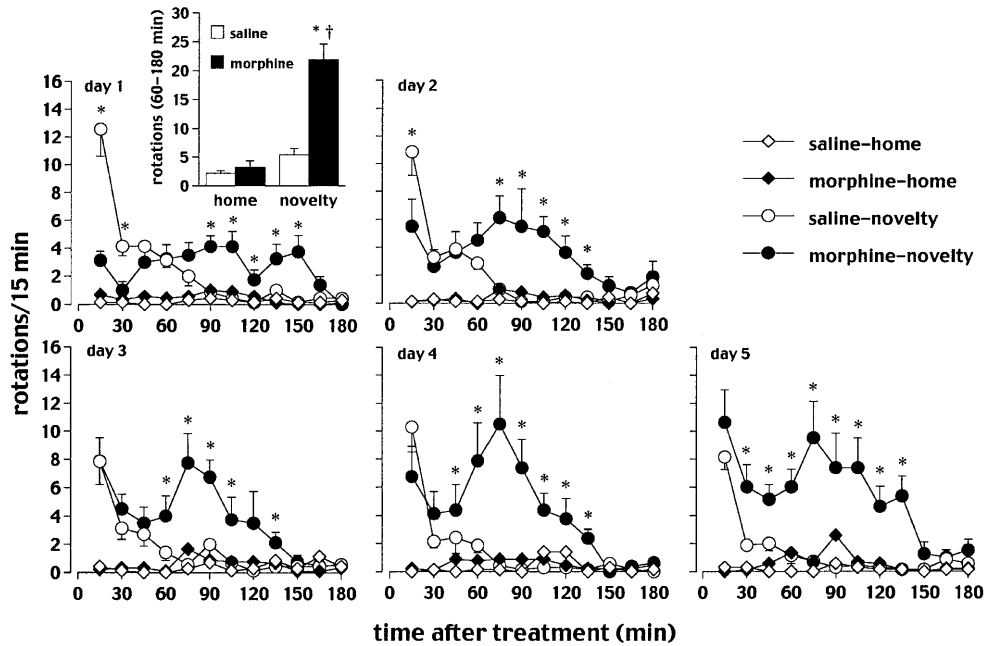 30
25
20
15
10
5
0
rotations (60–180 min)
saline
morphine
* †
home
novelty
day 1
16
14
12
10
8
6
4
2
0
* * * * * * *
0 30 60 90 120 150 180
day 2
* * * * * *
0 30 60 90 120 150 180
saline–home
morphine–home
saline–novelty
morphine–novelty
rotations/15 min
day 3
16
14
12
10
8
6
4
2
0
* * * * *
0 30 60 90 120 150 180
day 4
* * * * * * *
0 30 60 90 120 150 180
day 5
* * * * * * * *
0 30 60 90 120 150 180
time after treatment (min)